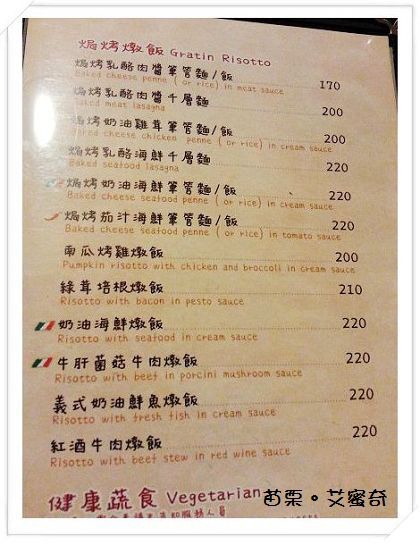 焗烤燉飯 Gratin Risotto
焗烤乳酪肉醬筆管麵/飯 170
Baked cheese penne ( or rice) in meat sauce
焗烤乳酪肉醬千層麵 200
Baked meat lasagna
焗烤奶油雞茸筆管麵/飯 200
Baked cheese chicken penne ( or rice) in cream sauce
焗烤乳酪海鮮千層麵 220
Baked seafood lasagna
焗烤奶油海鮮筆管麵/飯 220
Baked cheese seafood penne ( or rice) in cream sauce
焗烤茄汁海鮮筆管麵/飯 220
Baked cheese seafood penne ( or rice) in tomato sauce
南瓜烤雞燉飯 200
Pumpkin risotto with chicken and broccoli in cream sauce
綠茸培根燉飯 210
Risotto with bacon in pesto sauce
奶油海鮮燉飯 220
Risotto with seafood in cream sauce
牛肝菌菇牛肉燉飯 220
Risotto with beef in porcini mushroom sauce
義式奶油鮮魚燉飯 220
Risotto with fresh fish in cream sauce
紅酒牛肉燉飯 220
Risotto with beef stew in red wine sauce
健康蔬食 Vegetarian
苗栗。艾蜜奇